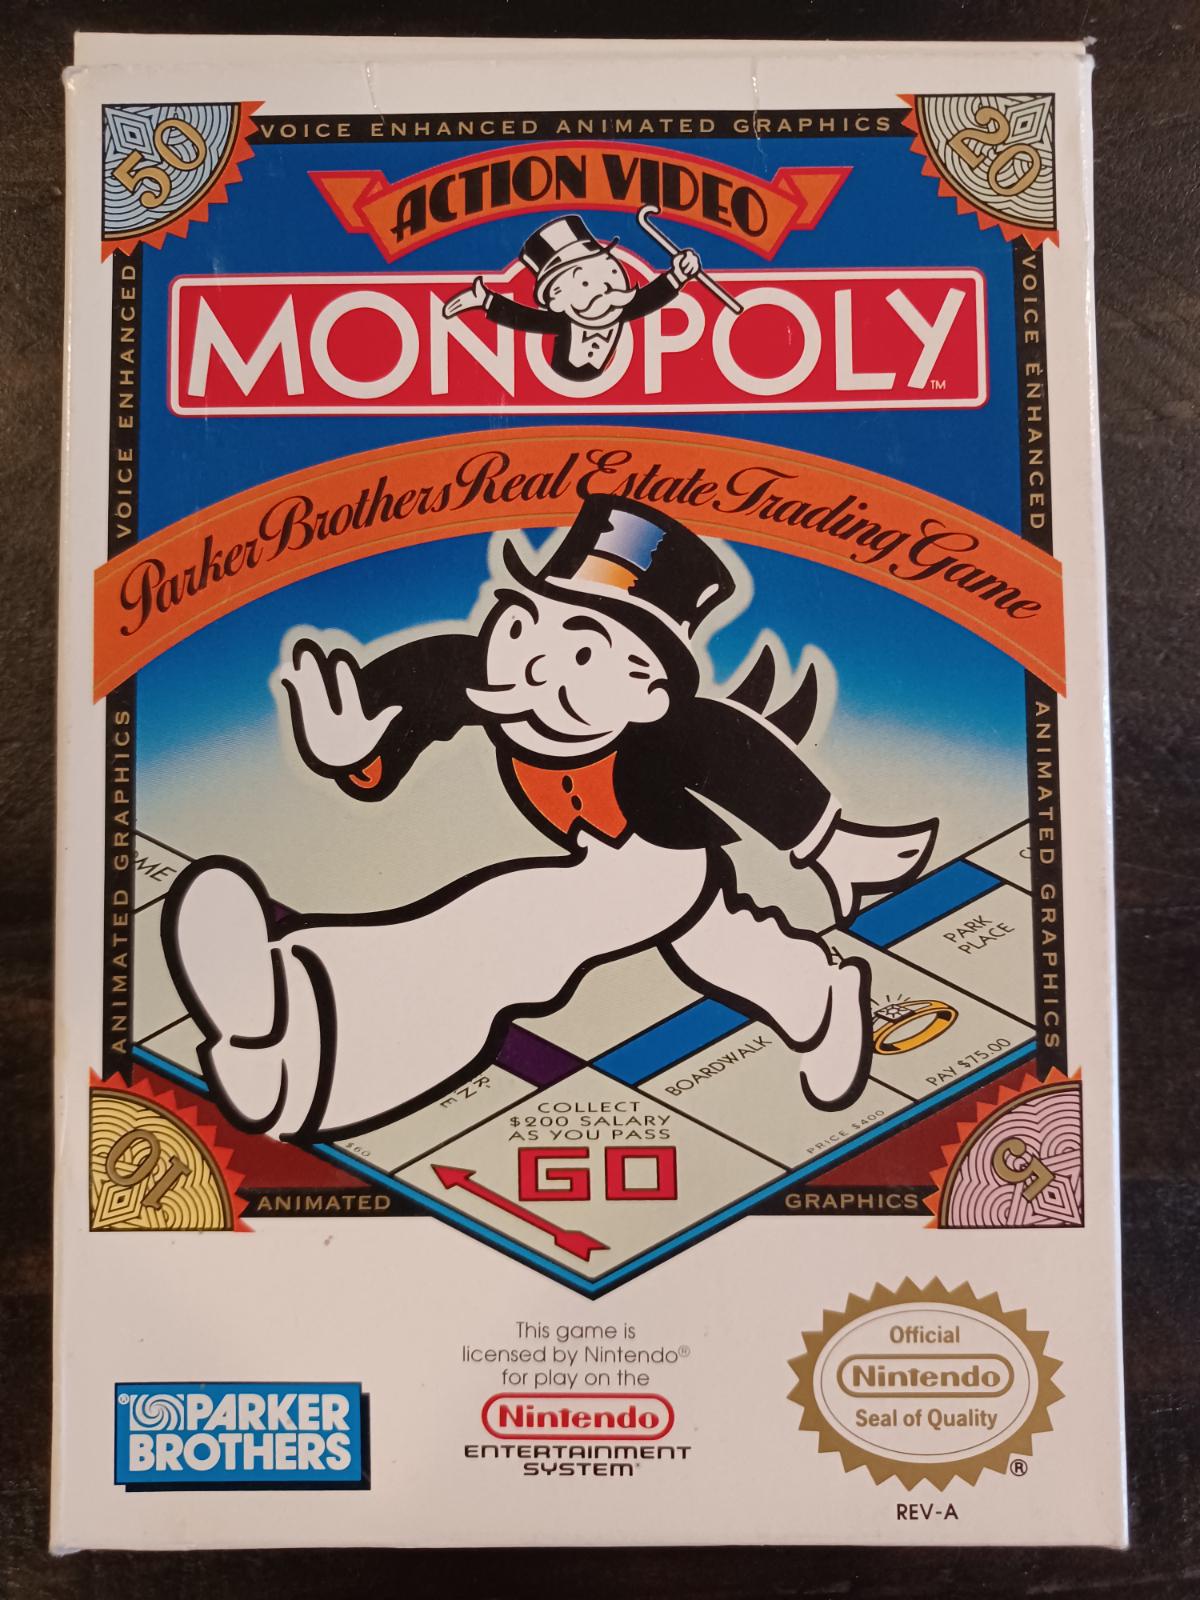 VOICE ENHANCED ANIMATED GRAPHICS
50
20
ACTION VIDEO
MONOPOLY™
VOICE ENHANCED
VOICE ENHANCED
Parker Brothers Real Estate Trading Game
ANIMATED GRAPHICS
ANIMATED GRAPHICS
PARK
PLACE
BOARDWALK
PAY $75.00
PRICE $400
$60
COLLECT
$200 SALARY
AS YOU PASS
GO
10
5
ANIMATED
GRAPHICS
This game is
licensed by Nintendo®
for play on the
Nintendo
ENTERTAINMENT
SYSTEM
® PARKER
BROTHERS
Official
Nintendo
Seal of Quality
®
REV-A